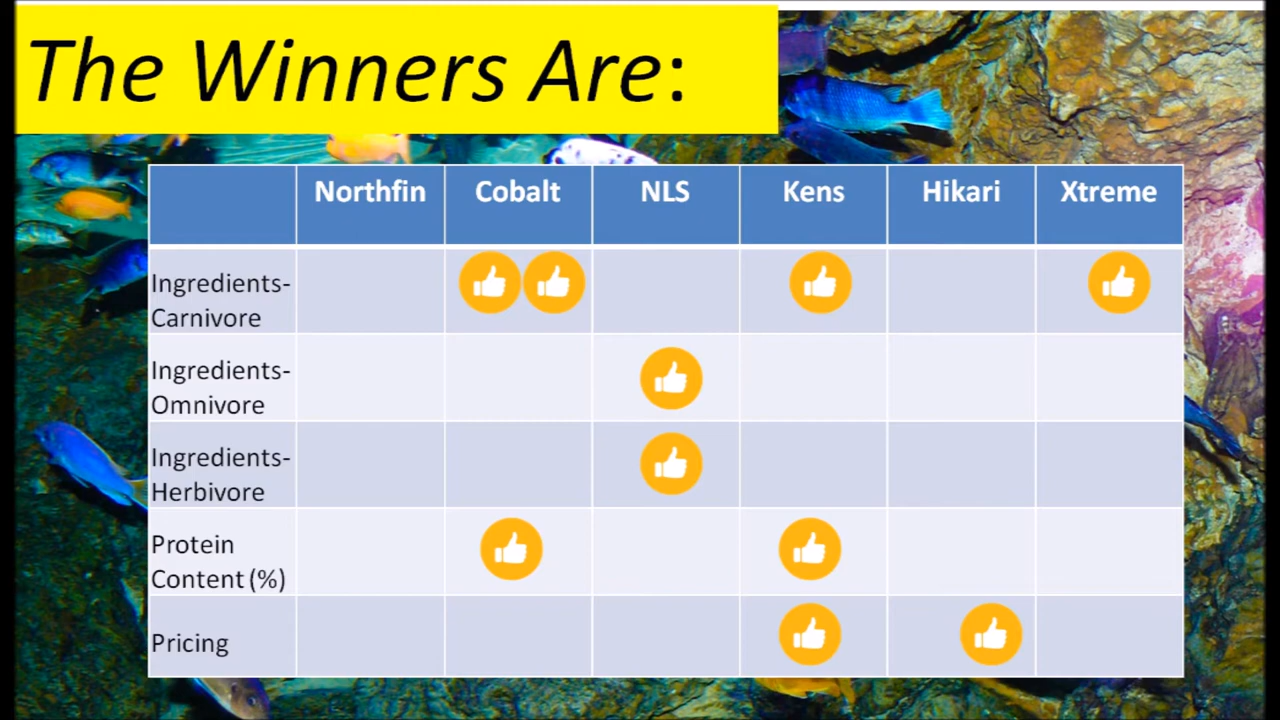 The Winners Are:
Northfin Cobalt NLS Kens Hikari Xtreme
Ingredients-
Carnivore
Ingredients-
Omnivore
Ingredients-
Herbivore
Protein
Content (%)
Pricing